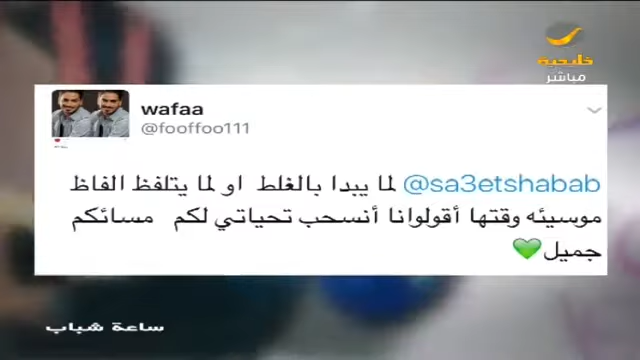 خليجية
مباشر
wafaa
@fooffoo111
@sa3etshabab لما يبدا بالغلط او لما يتلفظ الفاظ
موسيئه وقتها أقولوانا أنسحب تحياتي لكم مسائكم
جميل💚
ساعة شباب